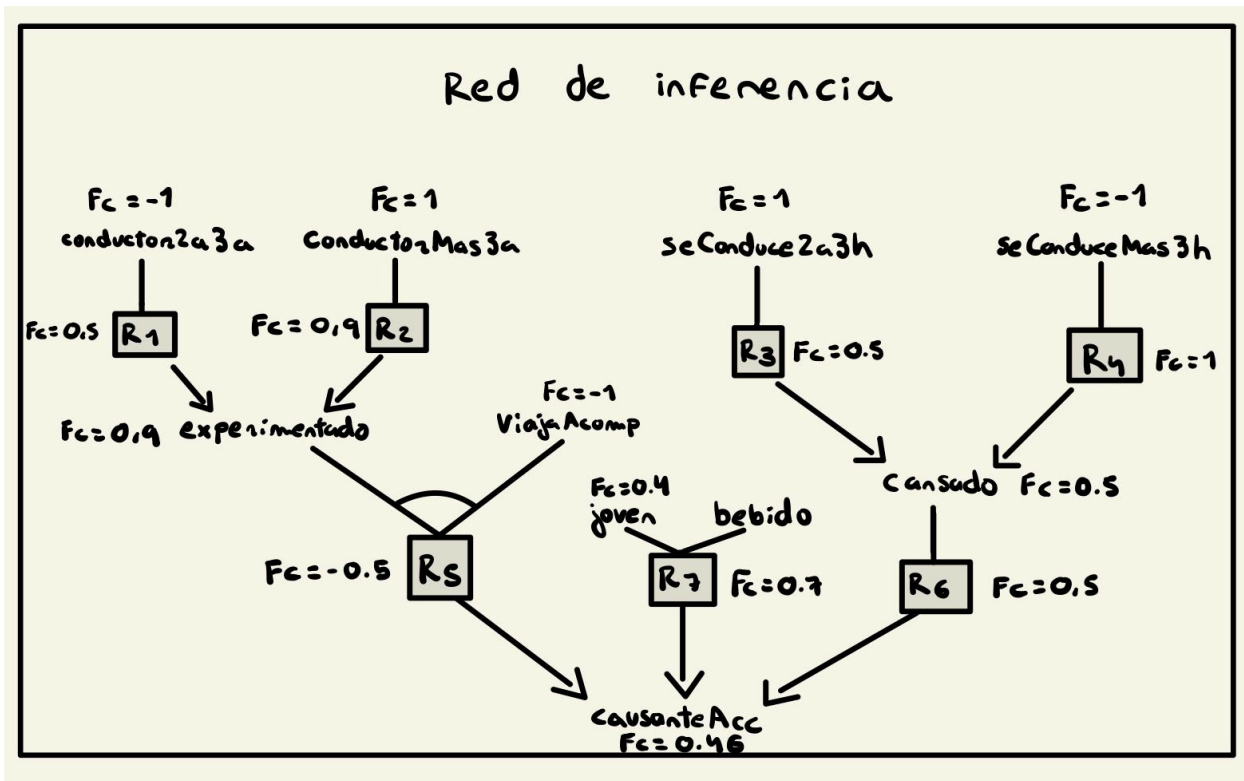 Red de inferencia
Fc = -1
Fc = 1
Fc = 1
Fc = -1
conductor2a3a
ConductorMas3a
seConduce2a3h
seConduceMas3h
Fc = 0,5
R1
Fc = 0,9
R2
R3
Fc = 0.5
R4
Fc = 1
Fc = 0,9
experimentado
Fc = -1
ViajaAcomp
Cansado
Fc = 0.5
Fc = 0.4
joven
bebido
Fc = -0.5
R5
R7
Fc = 0.7
R6
Fc = 0,5
causanteAcc
Fc = 0.46